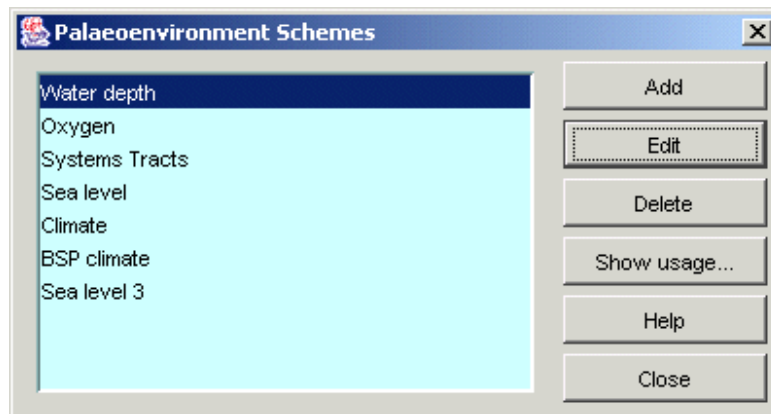 Palaeoenvironment Schemes
Water depth
Oxygen
Systems Tracts
Sea level
Climate
BSP climate
Sea level 3
Add
Edit
Delete
Show usage...
Help
Close